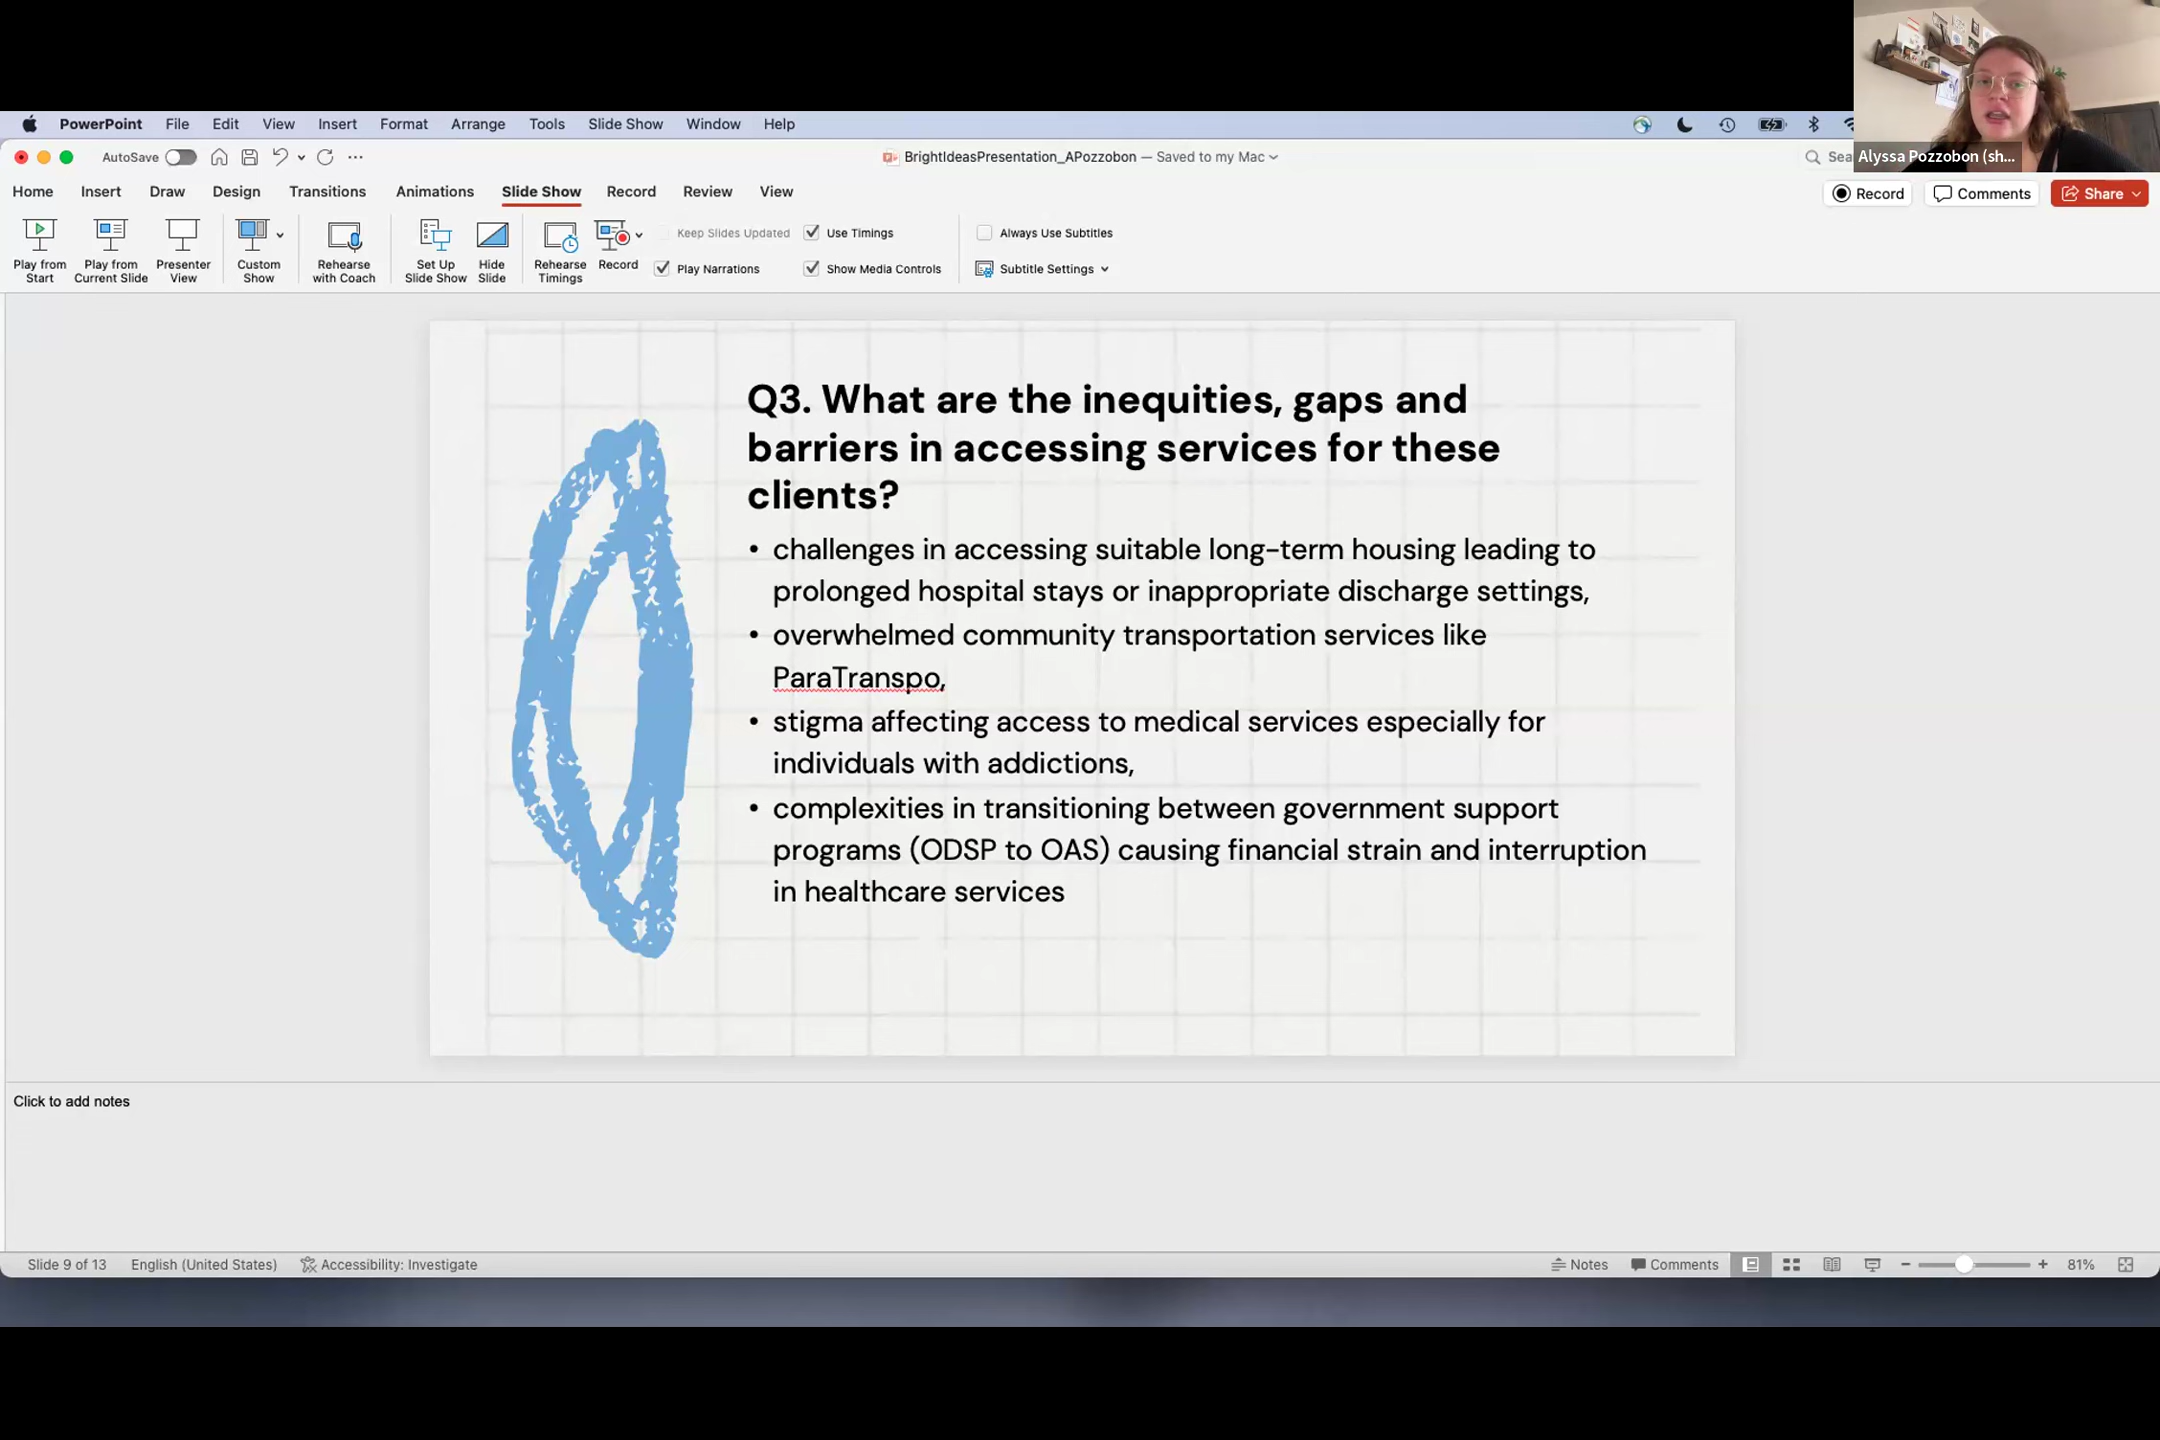 PowerPoint File Edit View Insert Format Arrange Tools Slide Show Window Help
AutoSave
BrightIdeasPresentation_APozzobon — Saved to my Mac
Alyssa Pozzobon (sh...
Home Insert Draw Design Transitions Animations Slide Show Record Review View
Record Comments Share
Play from Start
Play from Current Slide
Presenter View
Custom Show
Rehearse with Coach
Set Up Slide Show
Hide Slide
Rehearse Timings
Record
Keep Slides Updated
Play Narrations
Use Timings
Show Media Controls
Always Use Subtitles
Subtitle Settings
Q3. What are the inequities, gaps and
barriers in accessing services for these
clients?
• challenges in accessing suitable long-term housing leading to
prolonged hospital stays or inappropriate discharge settings,
• overwhelmed community transportation services like
ParaTranspo,
• stigma affecting access to medical services especially for
individuals with addictions,
• complexities in transitioning between government support
programs (ODSP to OAS) causing financial strain and interruption
in healthcare services
Click to add notes
Slide 9 of 13 English (United States) Accessibility: Investigate
Notes Comments 81%